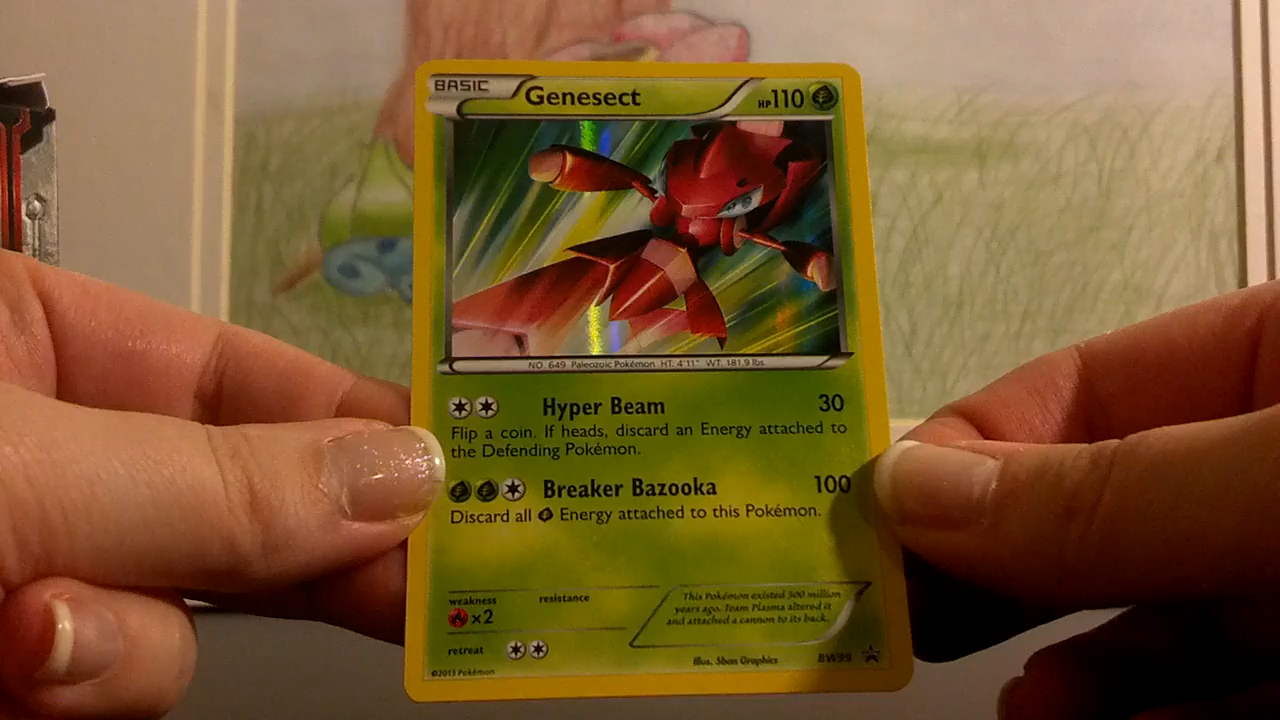 BASIC
Genesect
HP110
NO. 649 Paleozoic Pokémon HT. 4'11" WT. 181.9 lbs.
Hyper Beam 30
Flip a coin. If heads, discard an Energy attached to
the Defending Pokémon.
Breaker Bazooka 100
Discard all Energy attached to this Pokémon.
weakness resistance
x2
This Pokémon existed 300 million
years ago. Team Plasma altered it
and attached a cannon to its back.
retreat
Illus. 5ban Graphics BW99
©2013 Pokémon